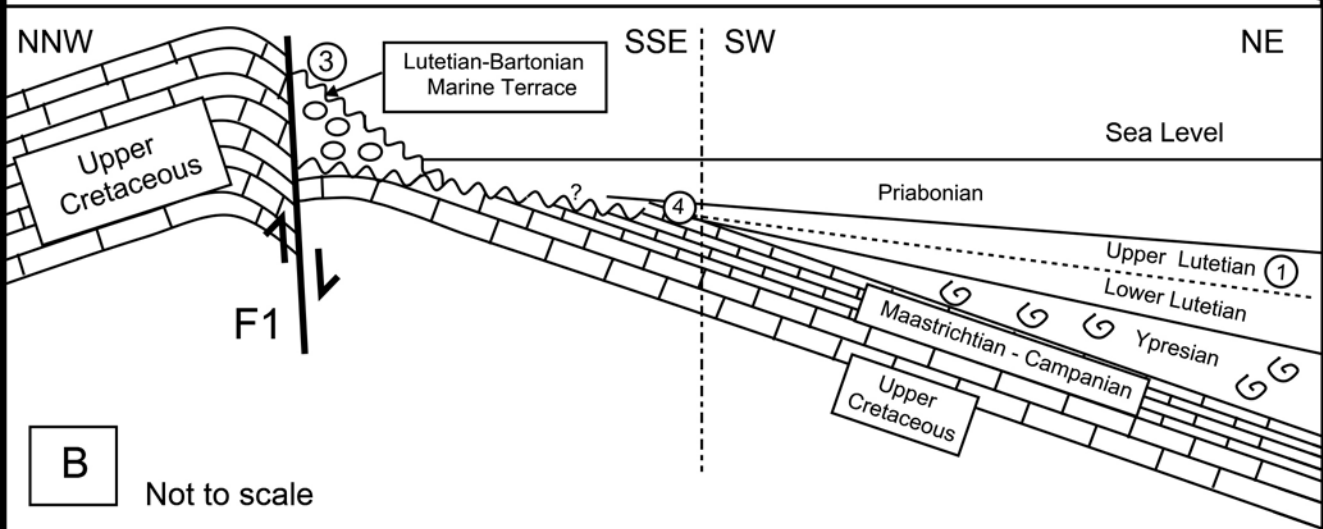 NNW
3
Lutetian-Bartonian
Marine Terrace
SSE
SW
NE
Sea Level
Upper
Cretaceous
?
4
Priabonian
Upper Lutetian
1
Lower Lutetian
Ypresian
Maastrichtian - Campanian
Upper
Cretaceous
F1
B
Not to scale